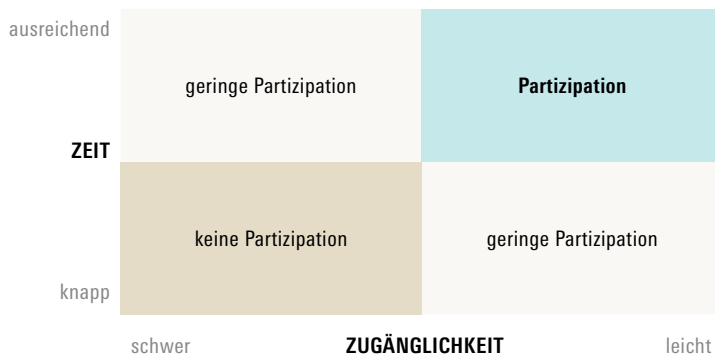 ausreichend
geringe Partizipation
Partizipation
ZEIT
keine Partizipation
geringe Partizipation
knapp
schwer
ZUGÄNGLICHKEIT
leicht